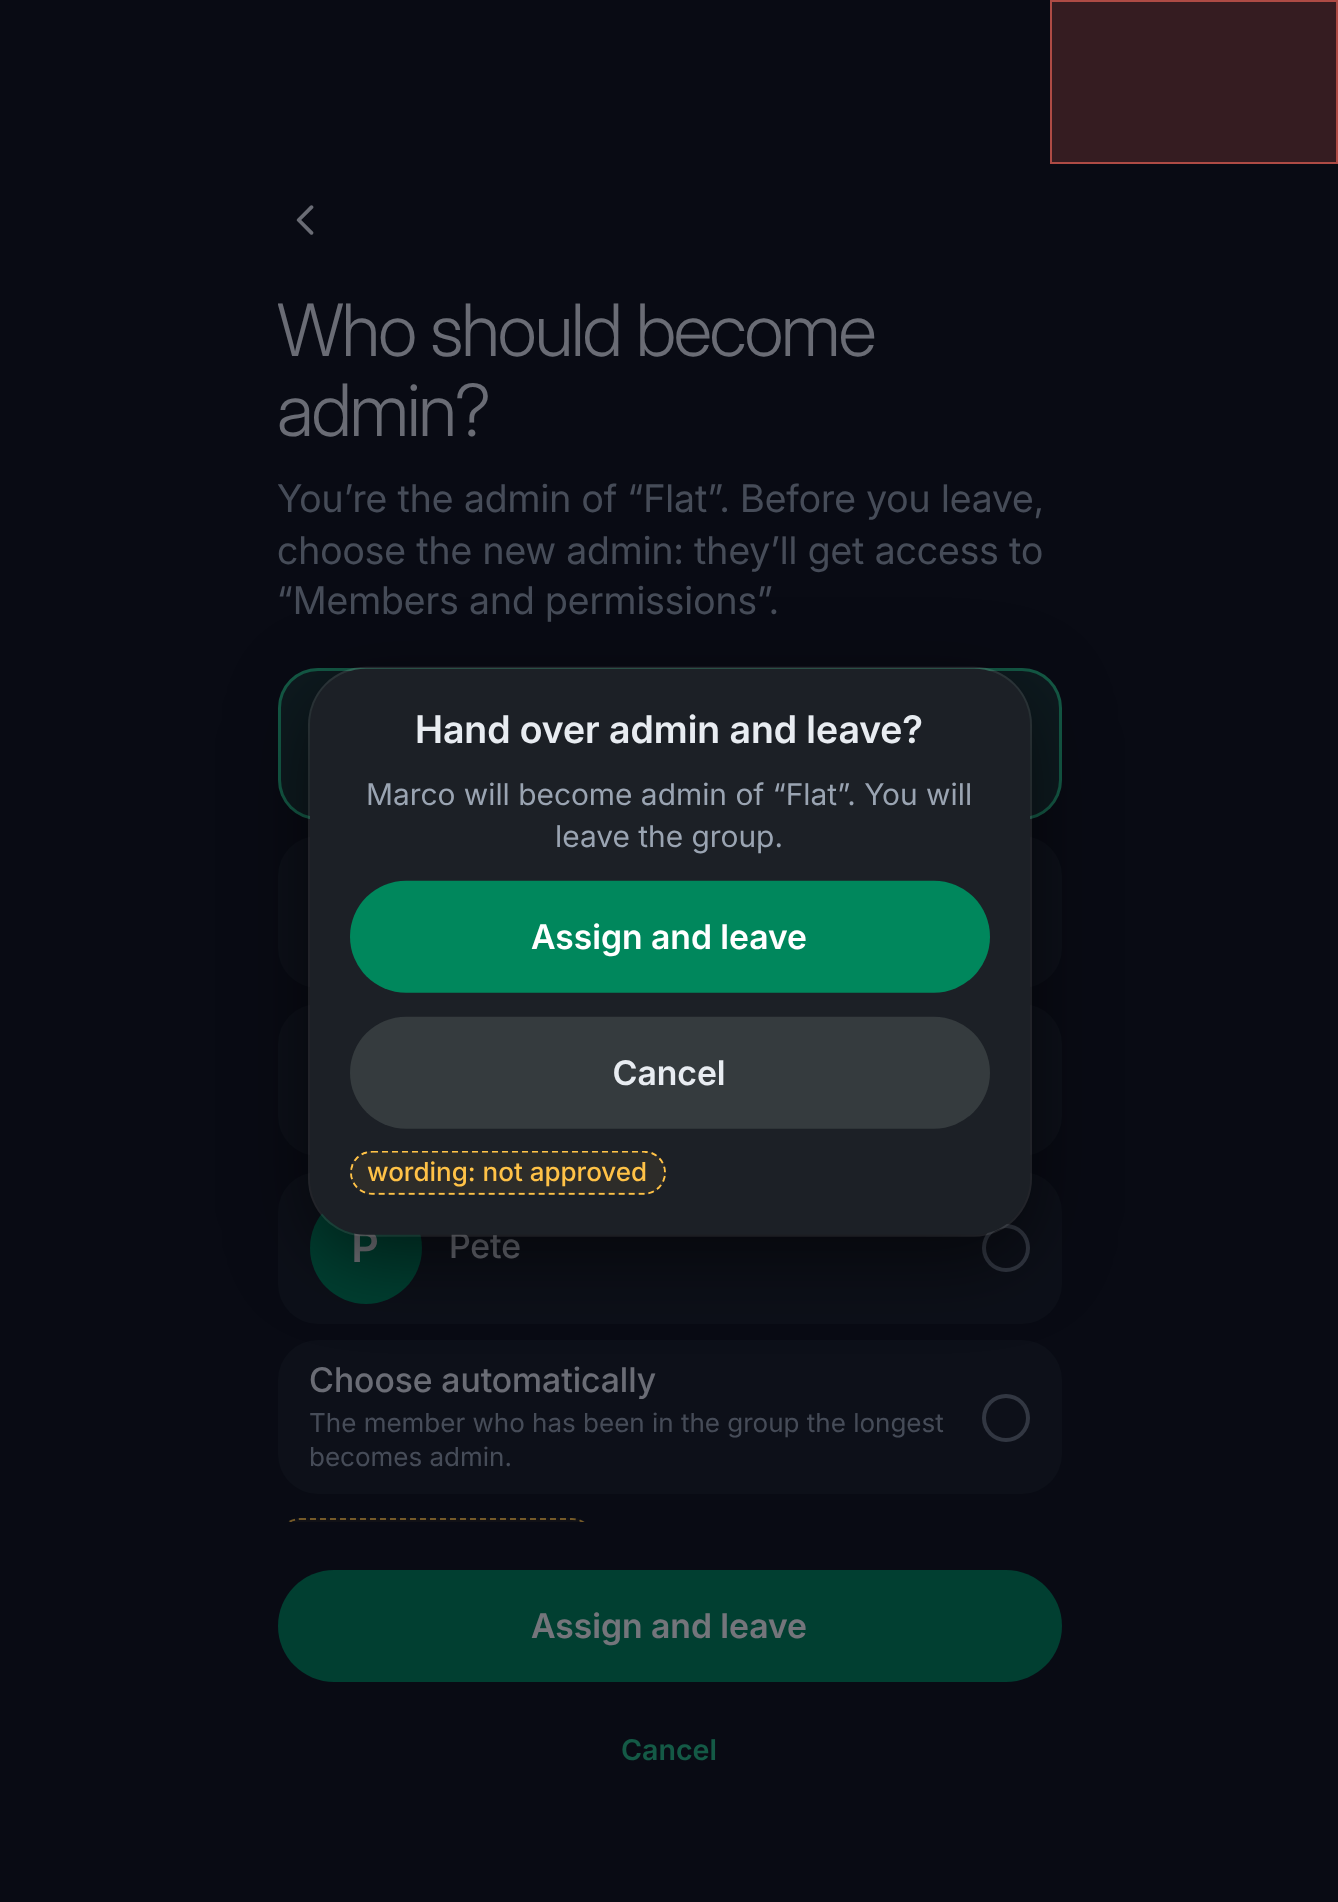 Who should become
admin?
You’re the admin of “Flat”. Before you leave,
choose the new admin: they’ll get access to
“Members and permissions”.
Hand over admin and leave?
Marco will become admin of “Flat”. You will
leave the group.
Assign and leave
Cancel
wording: not approved
P
Pete
Choose automatically
The member who has been in the group the longest
becomes admin.
Assign and leave
Cancel